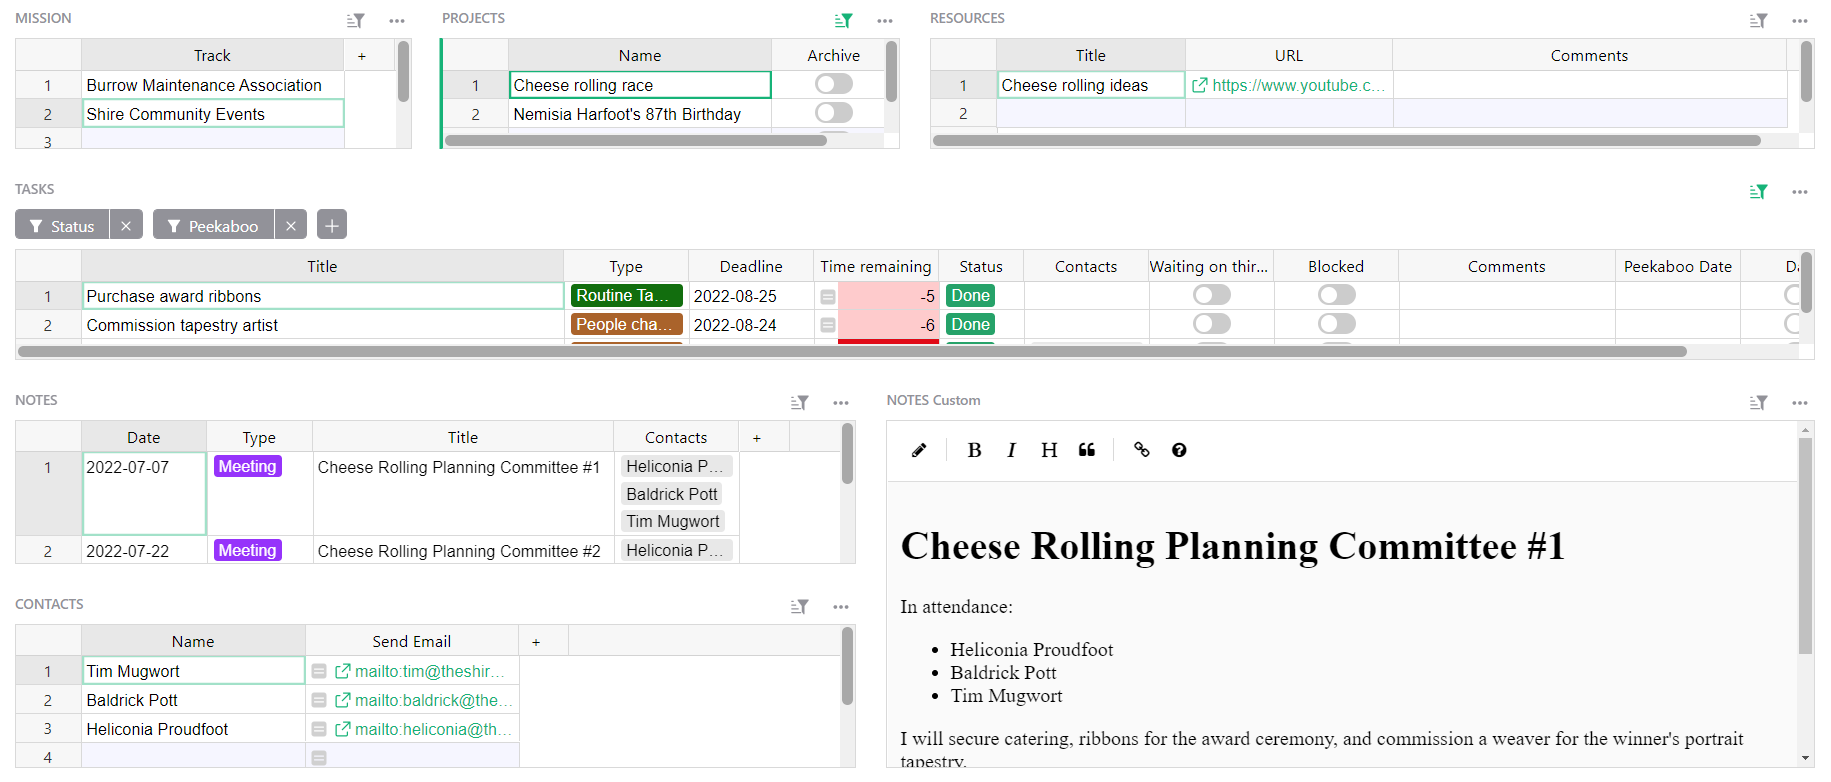 MISSION
Track +
1 Burrow Maintenance Association
2 Shire Community Events
3
PROJECTS
Name Archive
1 Cheese rolling race
2 Nemisia Harfoot's 87th Birthday
RESOURCES
Title URL Comments
1 Cheese rolling ideas https://www.youtube.c...
2
TASKS
Status × Peekaboo × +
Title Type Deadline Time remaining Status Contacts Waiting on thir... Blocked Comments Peekaboo Date
1 Purchase award ribbons Routine Ta... 2022-08-25 -5 Done
2 Commission tapestry artist People cha... 2022-08-24 -6 Done
NOTES
Date Type Title Contacts +
1 2022-07-07 Meeting Cheese Rolling Planning Committee #1 Heliconia P...
Baldrick Pott
Tim Mugwort
2 2022-07-22 Meeting Cheese Rolling Planning Committee #2 Heliconia P...
CONTACTS
Name Send Email +
1 Tim Mugwort mailto:tim@theshir...
2 Baldrick Pott mailto:baldrick@the...
3 Heliconia Proudfoot mailto:heliconia@th...
4
NOTES Custom
B I H
Cheese Rolling Planning Committee #1
In attendance:
• Heliconia Proudfoot
• Baldrick Pott
• Tim Mugwort
I will secure catering, ribbons for the award ceremony, and commission a weaver for the winner's portrait
tapestry.